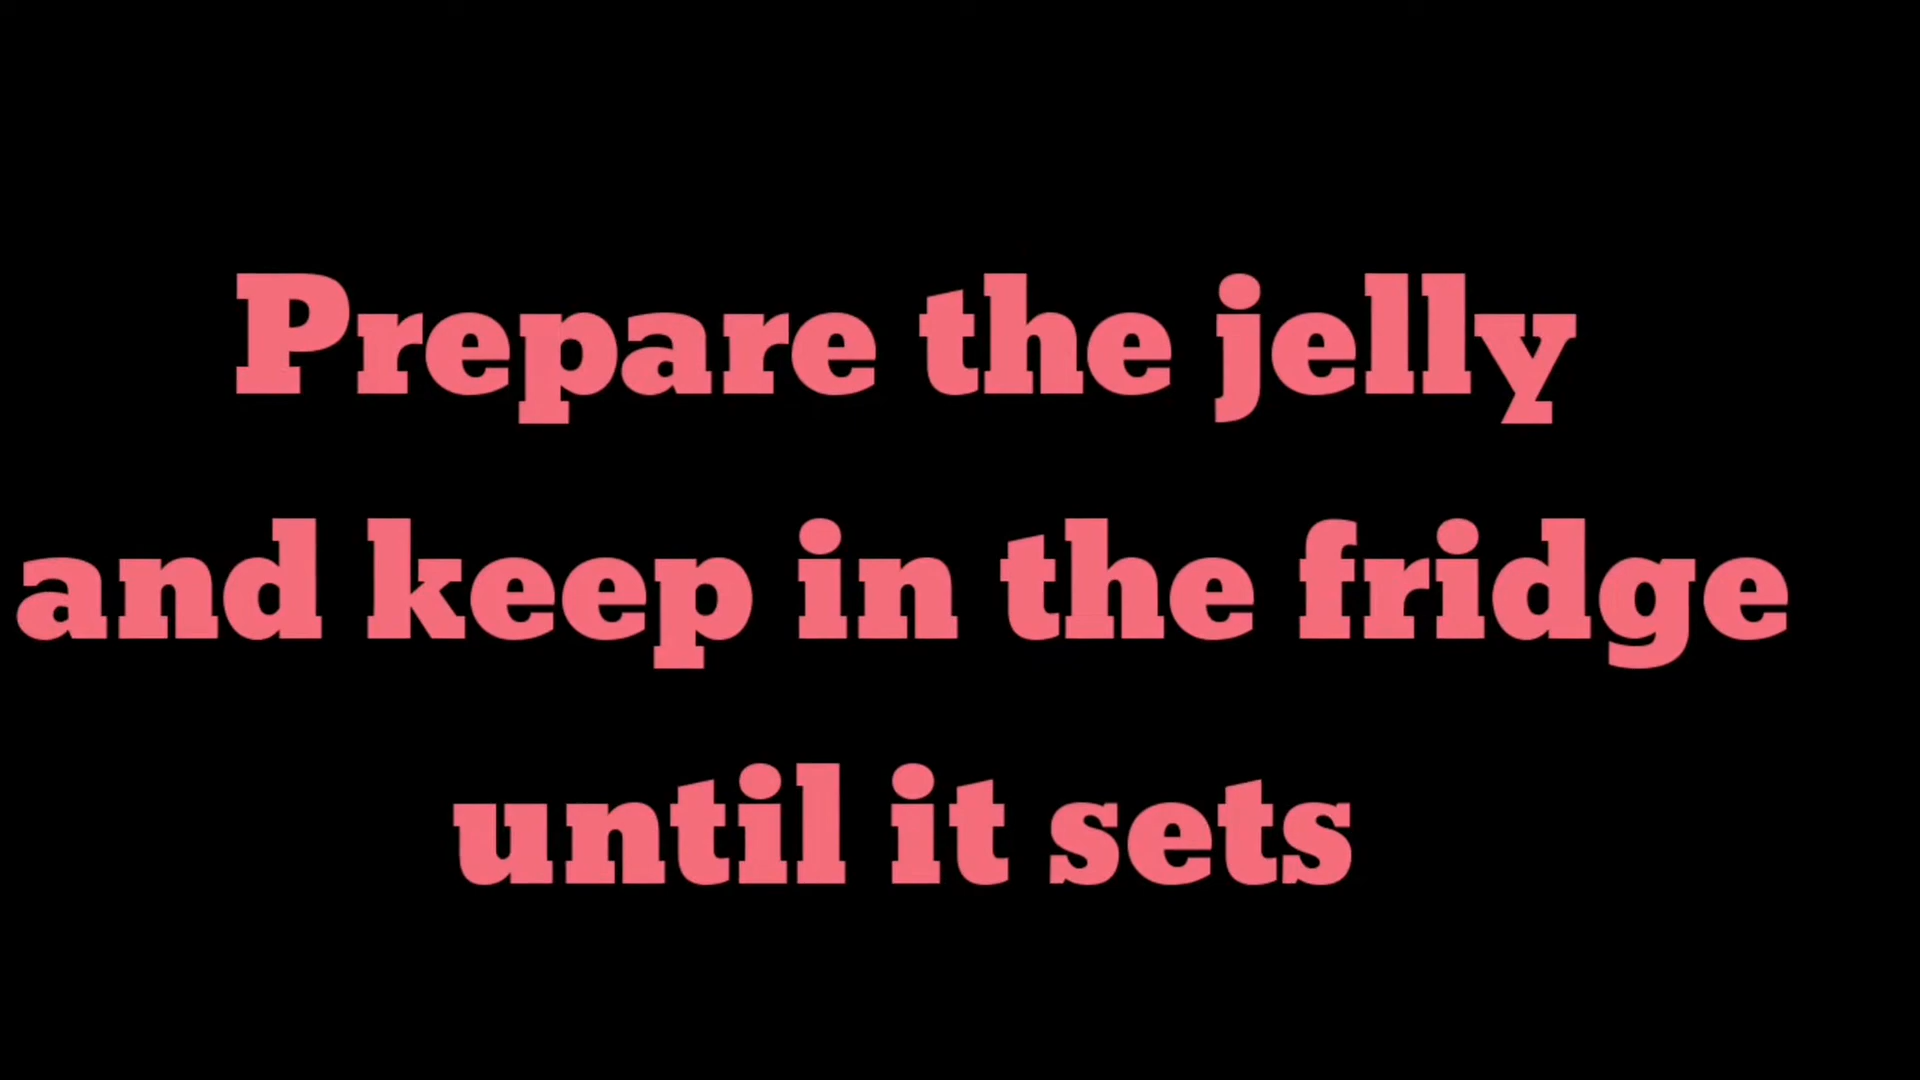 Prepare the jelly
and keep in the fridge
until it sets